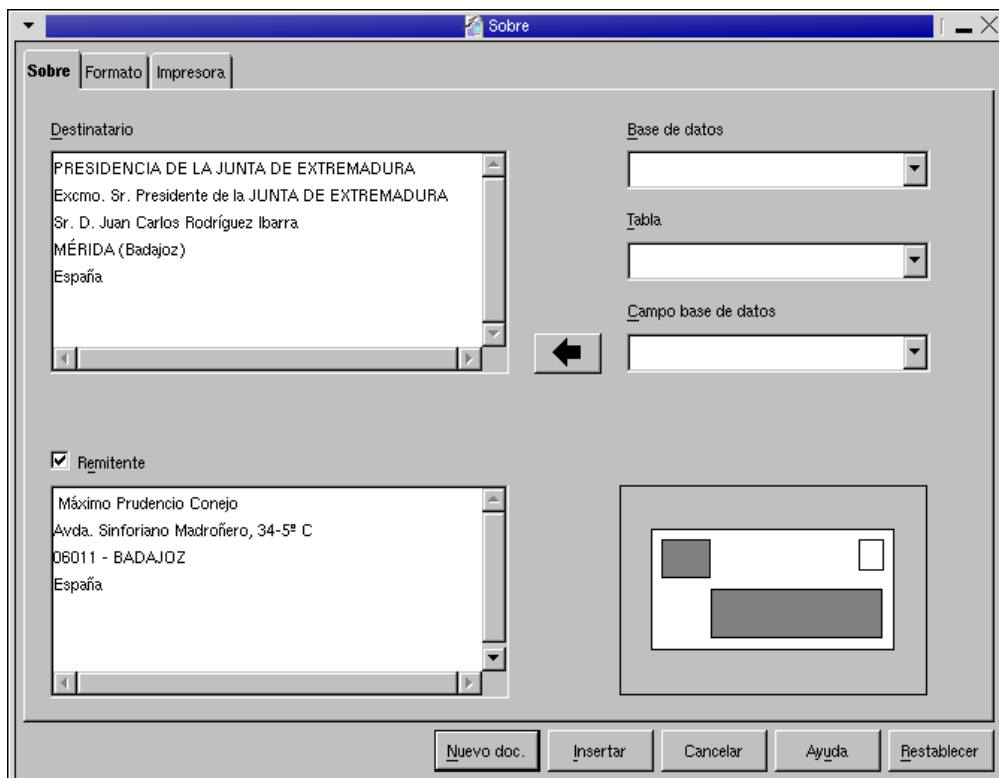 Sobre
Sobre Formato Impresora
Destinatario
PRESIDENCIA DE LA JUNTA DE EXTREMADURA
Excmo. Sr. Presidente de la JUNTA DE EXTREMADURA
Sr. D. Juan Carlos Rodríguez Ibarra
MÉRIDA (Badajoz)
España
Base de datos
Tabla
Campo base de datos
Remitente
Máximo Prudencio Conejo
Avda. Sinforiano Madroñero, 34-5º C
06011 - BADAJOZ
España
Nuevo doc. Insertar Cancelar Ayuda Restablecer